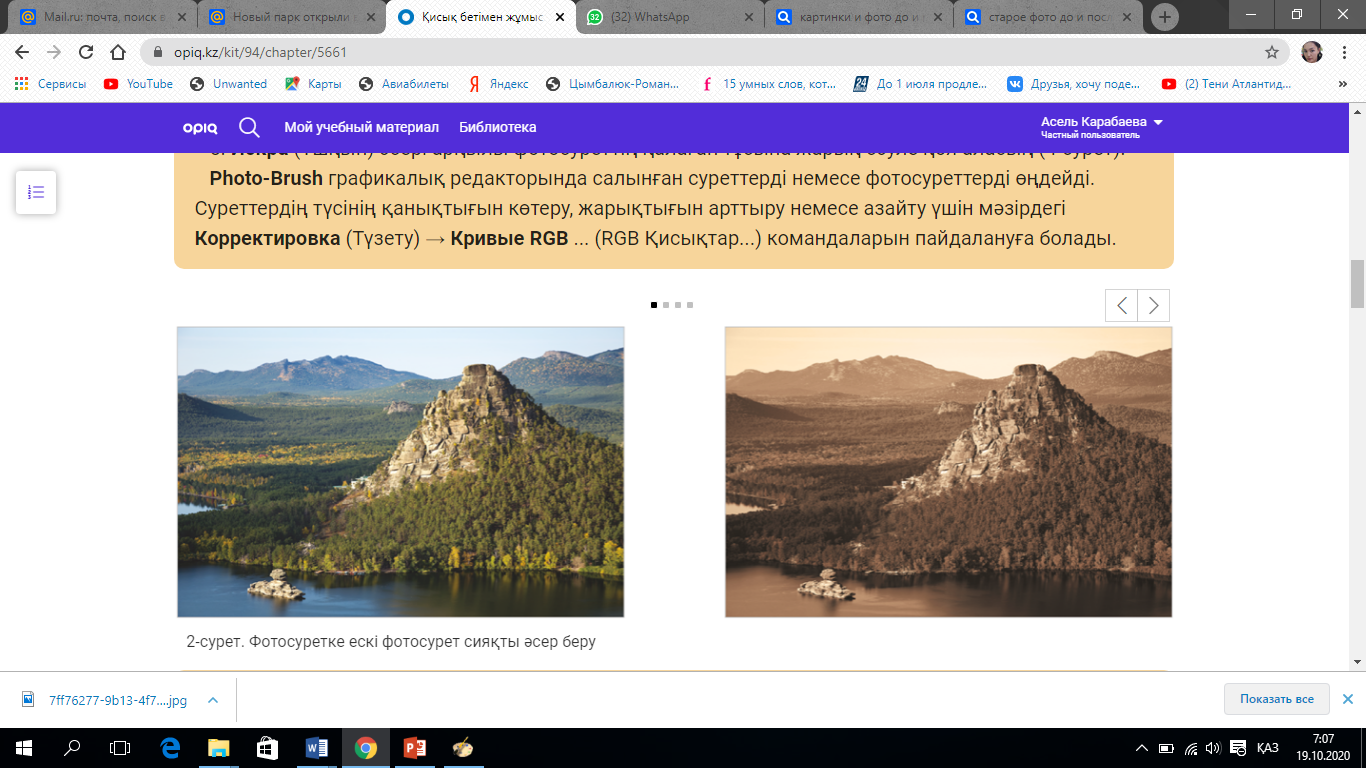 Mail.ru: почта, поиск в
Новый парк открыли в
Қисық бетімен жұмыс
(32) WhatsApp
картинки и фото до и п
старое фото до и посл
opiq.kz/kit/94/chapter/5661
Сервисы
YouTube
Unwanted
Карты
Авиабилеты
Яндекс
Цымбалюк-Роман...
15 умных слов, кот...
До 1 июля продле...
Друзья, хочу поде...
(2) Тени Атлантид...
opiq
Мой учебный материал
Библиотека
Асель Карабаева
Частный пользователь
Photo-Brush графикалық редакторында салынған суреттерді немесе фотосуреттерді өңдейді.
Суреттердің түсінің қанықтығын көтеру, жарықтығын арттыру немесе азайту үшін мәзірдегі
Корректировка (Түзету) → Кривые RGB ... (RGB Қисықтар...) командаларын пайдалануға болады.
2-сурет. Фотосуретке ескі фотосурет сияқты әсер беру
7ff76277-9b13-4f7....jpg
Показать все
ҚАЗ
7:07
19.10.2020